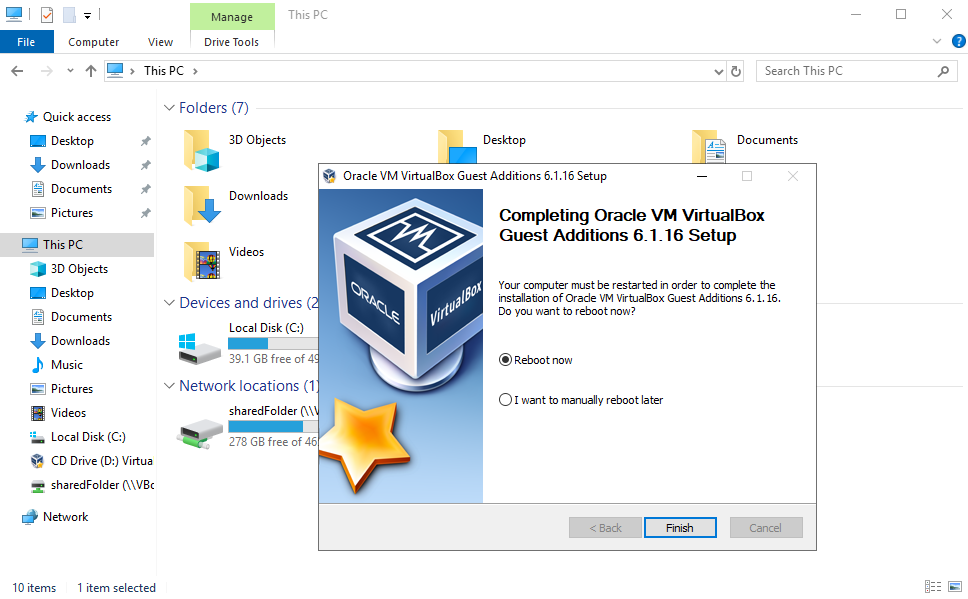 Manage
This PC
File
Computer
View
Drive Tools
This PC
Search This PC
Quick access
Desktop
Downloads
Documents
Pictures
This PC
3D Objects
Desktop
Documents
Downloads
Music
Pictures
Videos
Local Disk (C:)
CD Drive (D:) Virtua
sharedFolder (\\VBo
Network
Folders (7)
3D Objects
Desktop
Documents
Downloads
Videos
Devices and drives (2
Local Disk (C:)
39.1 GB free of 49
Network locations (1)
sharedFolder (\\V
278 GB free of 46
Oracle VM VirtualBox Guest Additions 6.1.16 Setup
ORACLE
VirtualBox
Completing Oracle VM VirtualBox
Guest Additions 6.1.16 Setup
Your computer must be restarted in order to complete the
installation of Oracle VM VirtualBox Guest Additions 6.1.16.
Do you want to reboot now?
Reboot now
I want to manually reboot later
< Back
Finish
Cancel
10 items
1 item selected